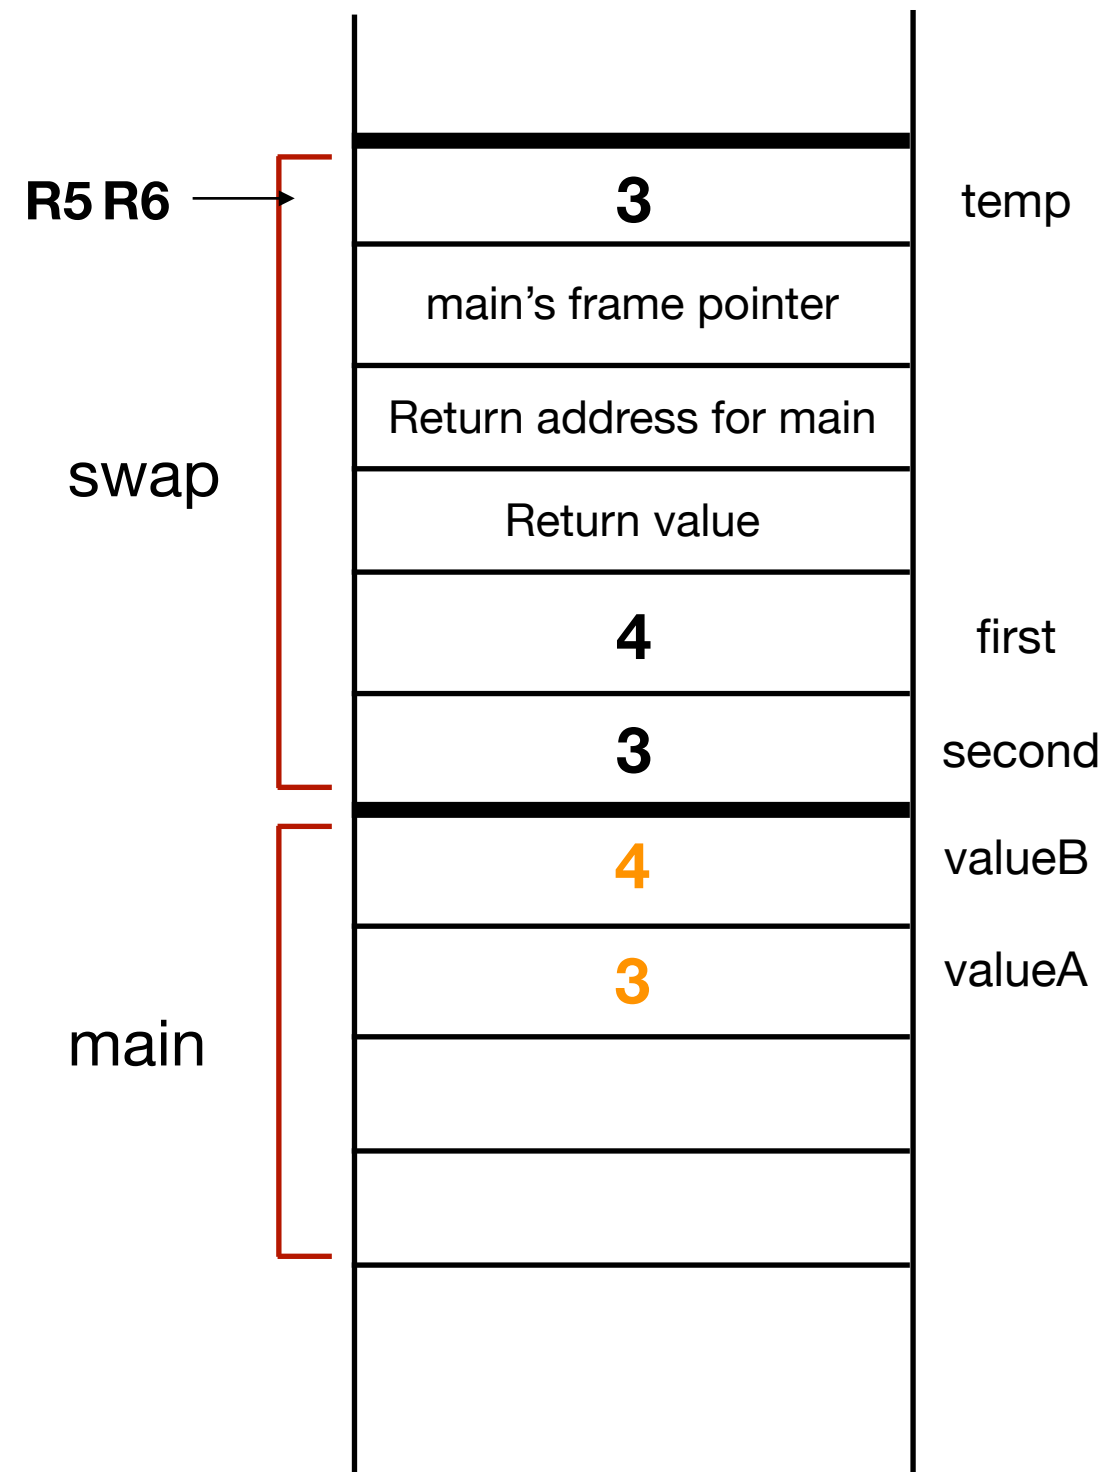 R5 R6 3 temp
main’s frame pointer
Return address for main
swap
Return value
4 first
3 second
4 valueB
3 valueA
main